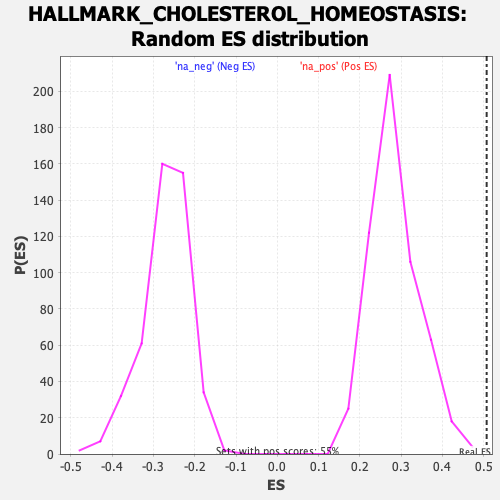 HALLMARK_CHOLESTEROL_HOMEOSTASIS:
Random ES distribution
'na_neg' (Neg ES) 'na_pos' (Pos ES)
200
180
160
140
120
100
80
60
40
20
0
P(ES)
Sets with pos scores: 55%
Real ES
-0.5 -0.4 -0.3 -0.2 -0.1 0.0 0.1 0.2 0.3 0.4 0.5
ES